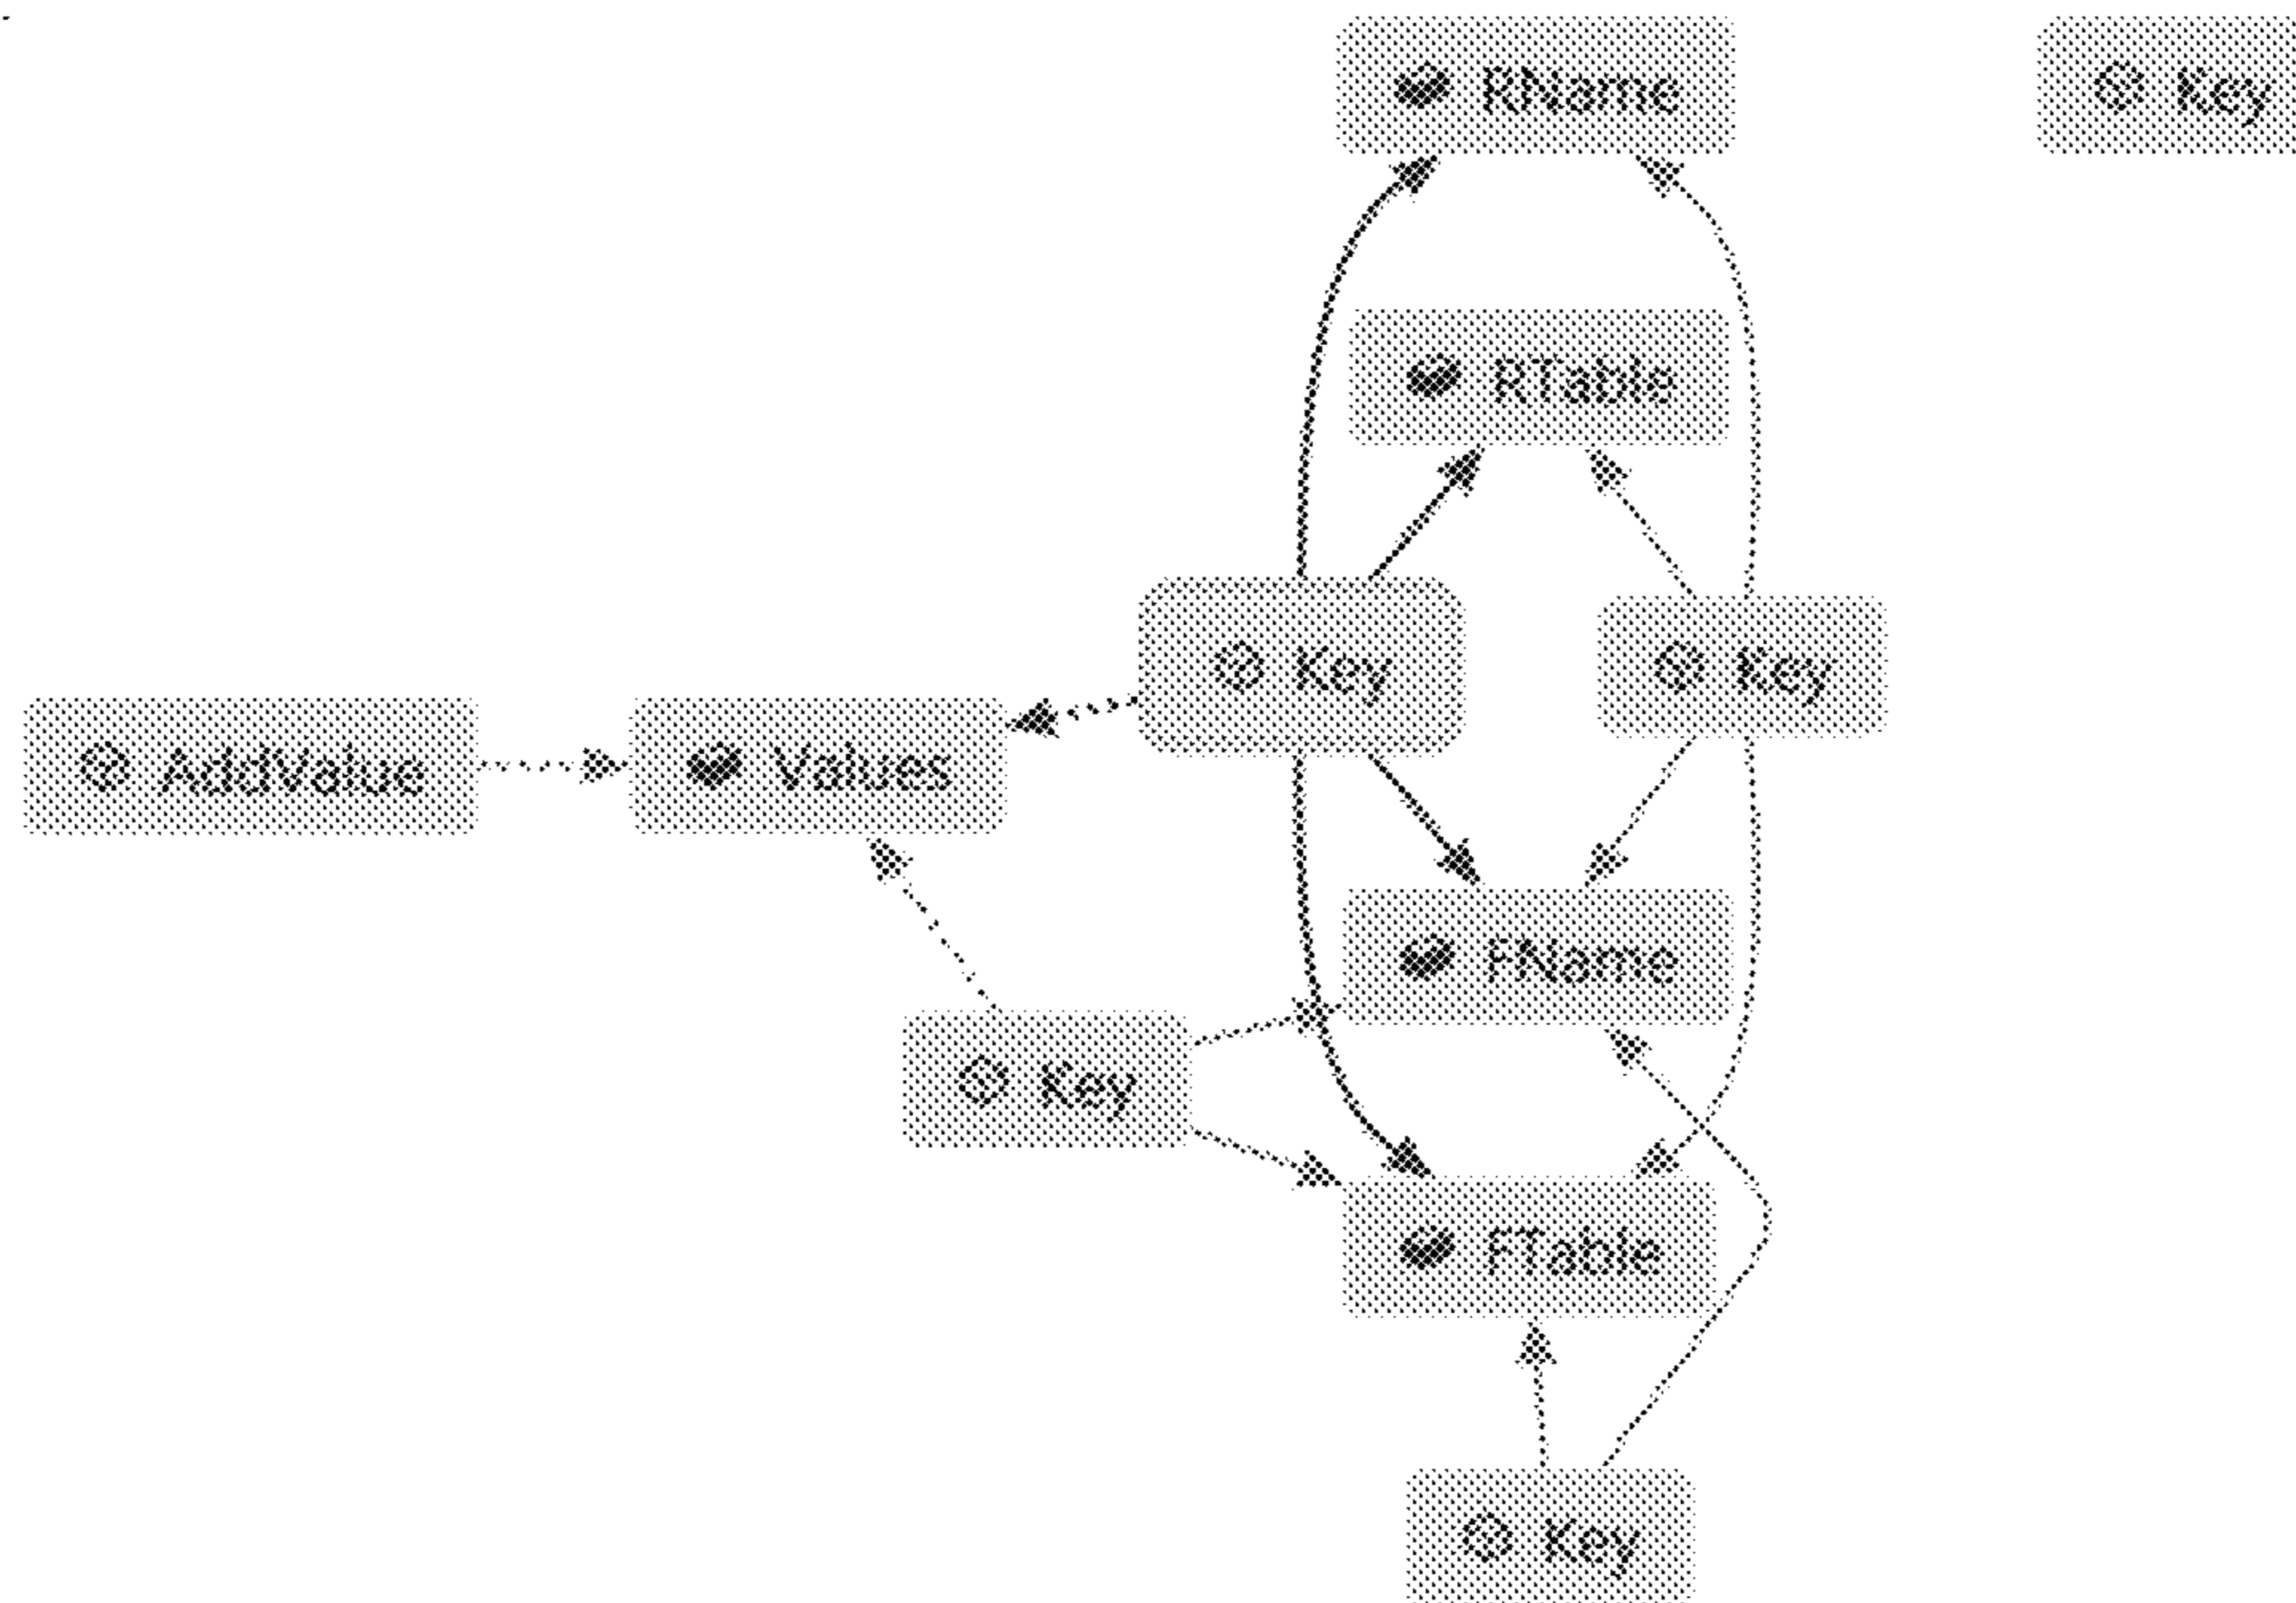 RName
Key
RTable
Key
Key
AddValue
Values
FName
Key
FTable
Key